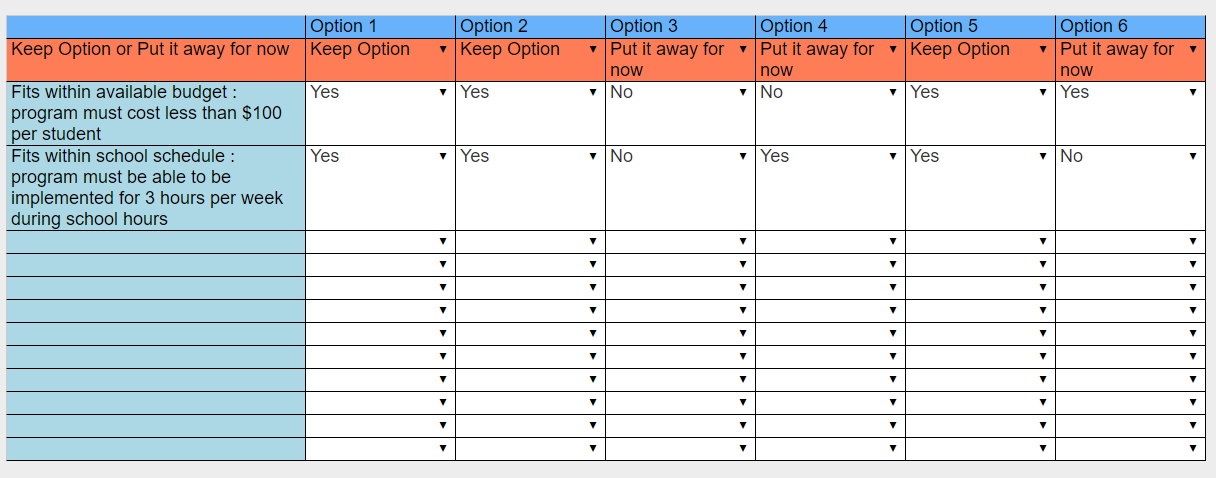 Option 1 Option 2 Option 3 Option 4 Option 5 Option 6
Keep Option or Put it away for now Keep Option Keep Option Put it away for Put it away for Keep Option Put it away for
now now now
Fits within available budget : Yes Yes No No Yes Yes
program must cost less than $100
per student
Fits within school schedule : Yes Yes No Yes Yes No
program must be able to be
implemented for 3 hours per week
during school hours